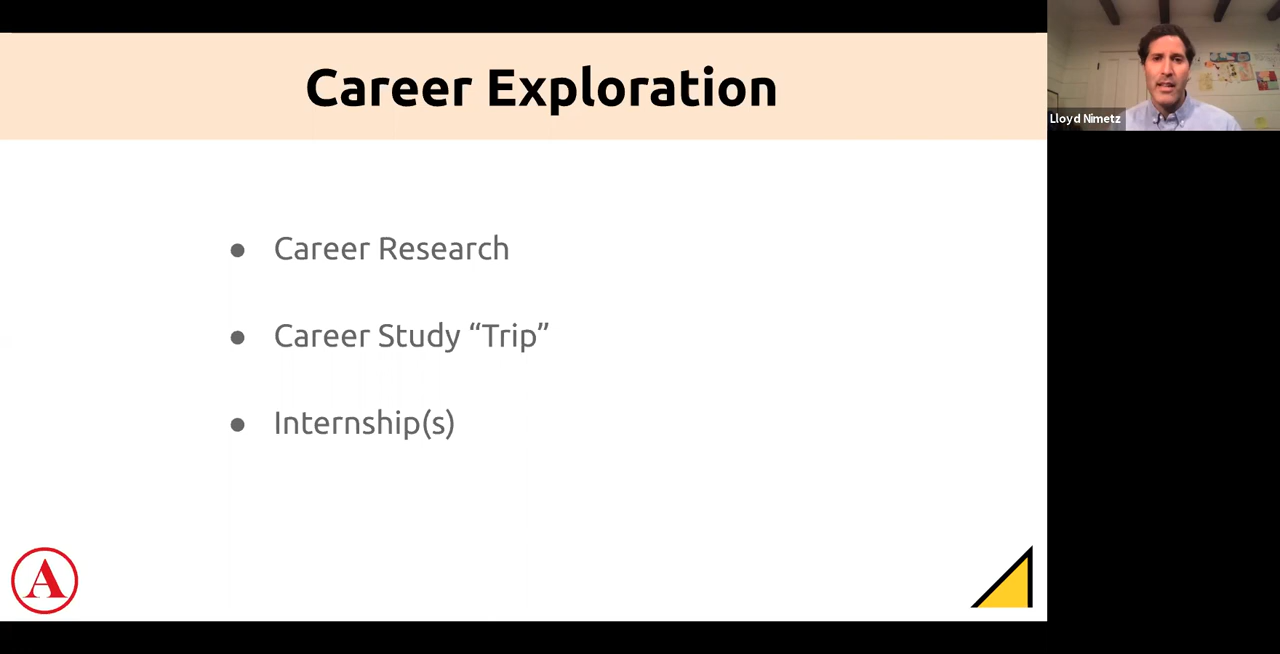 Career Exploration
Lloyd Nimetz
● Career Research
● Career Study “Trip”
● Internship(s)
A